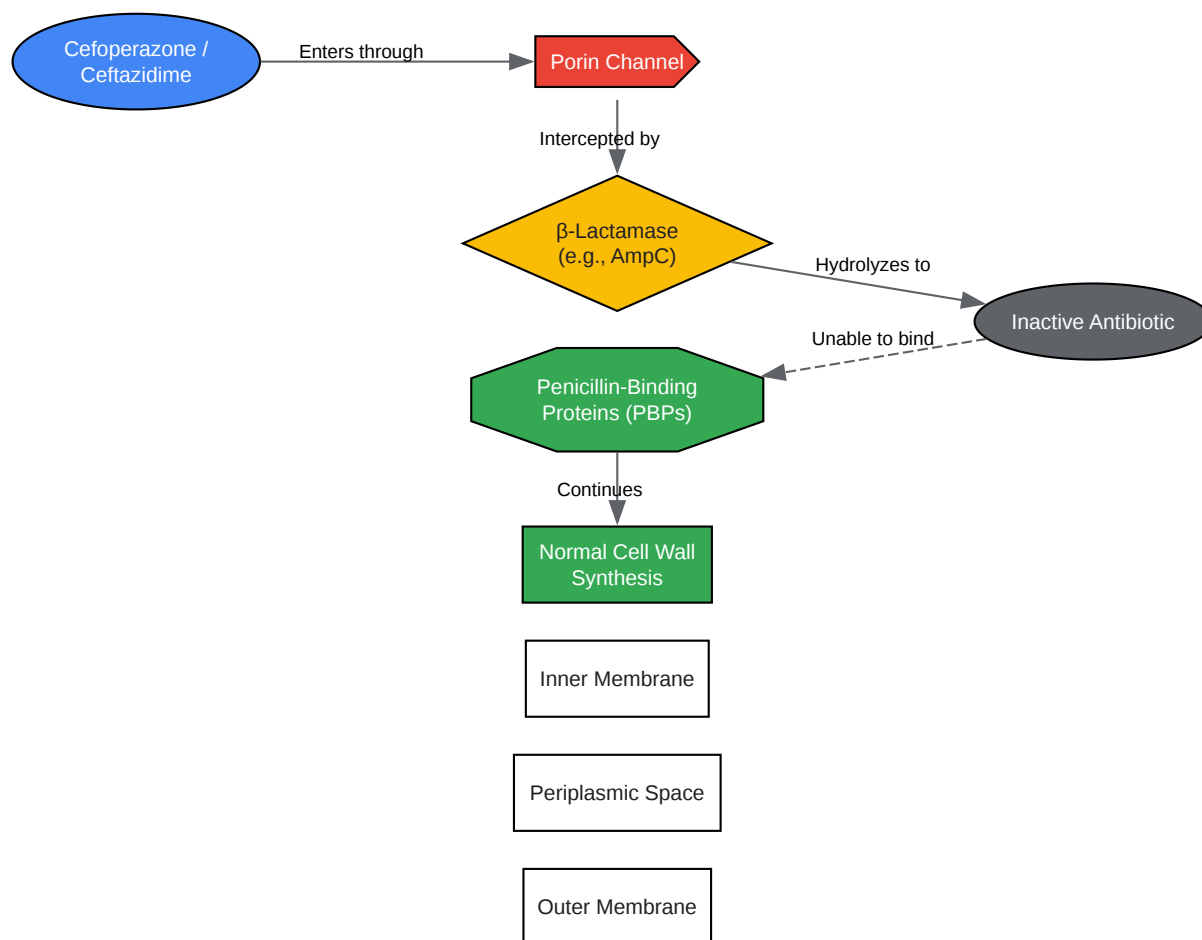 Cefoperazone /
Ceftazidime
Enters through
Porin Channel
Intercepted by
β-Lactamase
(e.g., AmpC)
Hydrolyzes to
Inactive Antibiotic
Unable to bind
Penicillin-Binding
Proteins (PBPs)
Continues
Normal Cell Wall
Synthesis
Inner Membrane
Periplasmic Space
Outer Membrane